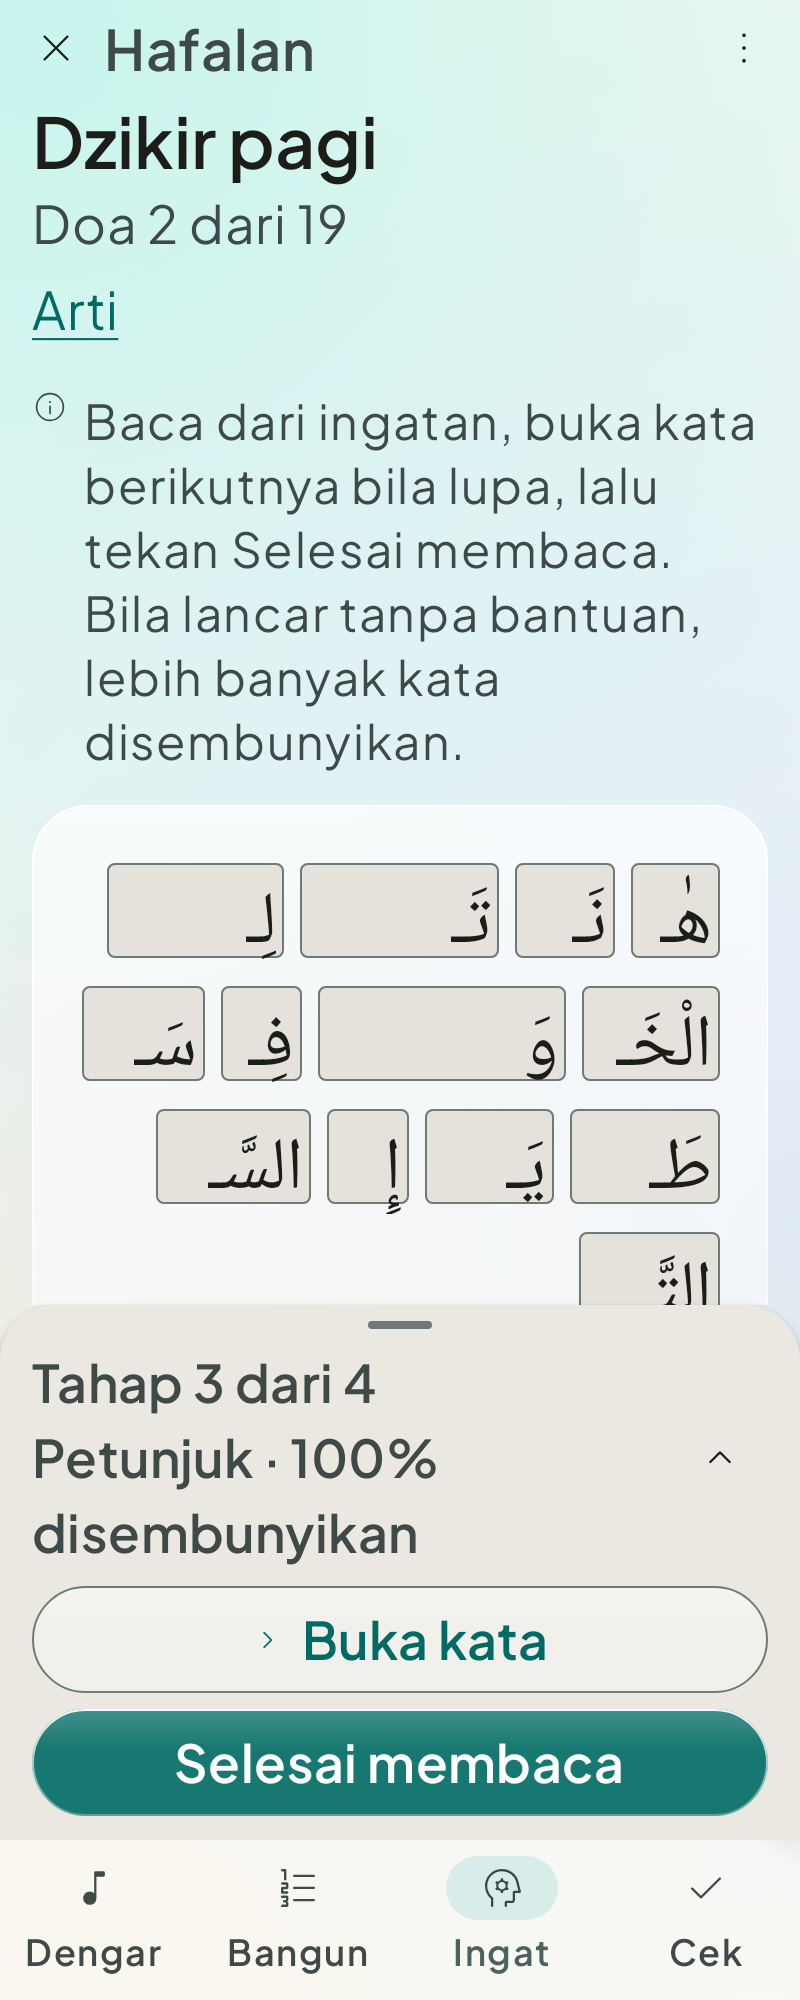 Hafalan
Dzikir pagi
Doa 2 dari 19
Arti
Baca dari ingatan, buka kata
berikutnya bila lupa, lalu
tekan Selesai membaca.
Bila lancar tanpa bantuan,
lebih banyak kata
disembunyikan.
هٰـ نَـ تَـ لِـ
الْخَـ وَ فِـ سَـ
طَـ يَـ إِ السَّـ
التَّـ
Tahap 3 dari 4
Petunjuk · 100%
disembunyikan
Buka kata
Selesai membaca
Dengar Bangun Ingat Cek